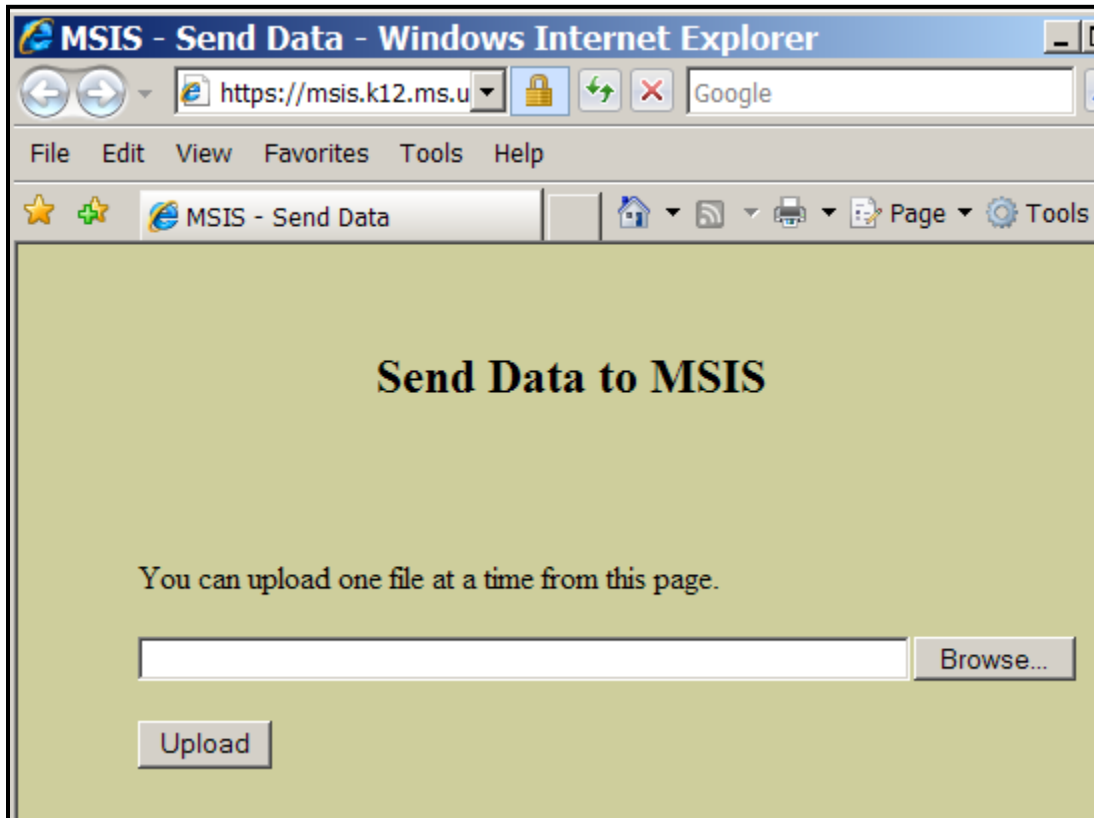 MSIS - Send Data - Windows Internet Explorer
https://msis.k12.ms.u
Google
File Edit View Favorites Tools Help
MSIS - Send Data
Page
Tools
Send Data to MSIS
You can upload one file at a time from this page.
Browse...
Upload